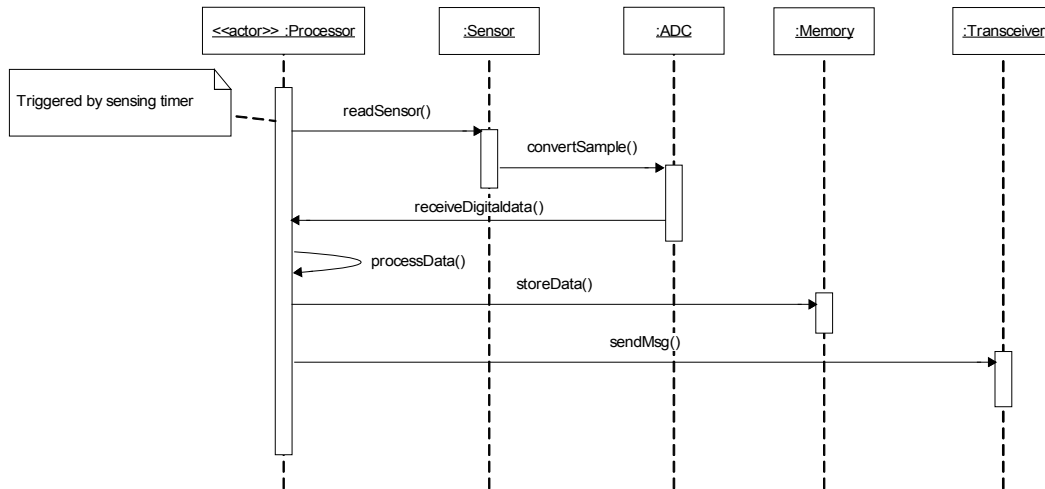 <<actor>> :Processor
:Sensor
:ADC
:Memory
:Transceiver
Triggered by sensing timer
readSensor()
convertSample()
receiveDigitaldata()
processData()
storeData()
sendMsg()